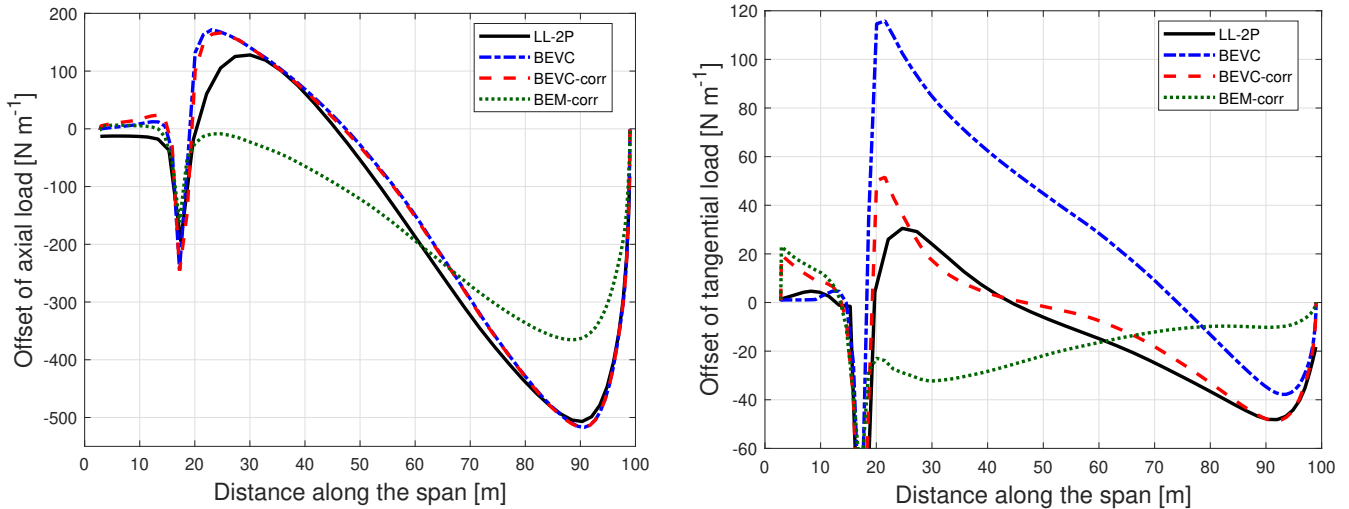 LL-2P
BEVC
BEVC-corr
BEM-corr
Offset of axial load [N m⁻¹]
200
100
0
-100
-200
-300
-400
-500
0 10 20 30 40 50 60 70 80 90 100
Distance along the span [m]
LL-2P
BEVC
BEVC-corr
BEM-corr
Offset of tangential load [N m⁻¹]
120
100
80
60
40
20
0
-20
-40
-60
0 10 20 30 40 50 60 70 80 90 100
Distance along the span [m]